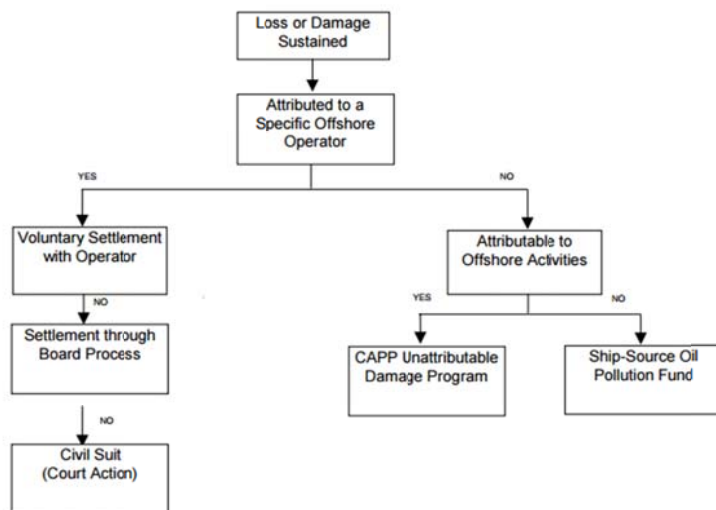 Loss or Damage
Sustained
Attributed to a
Specific Offshore
Operator
YES
NO
Voluntary Settlement
with Operator
Attributable to
Offshore Activities
NO
YES
NO
Settlement through
Board Process
CAPP Unattributable
Damage Program
Ship-Source Oil
Pollution Fund
NO
Civil Suit
(Court Action)